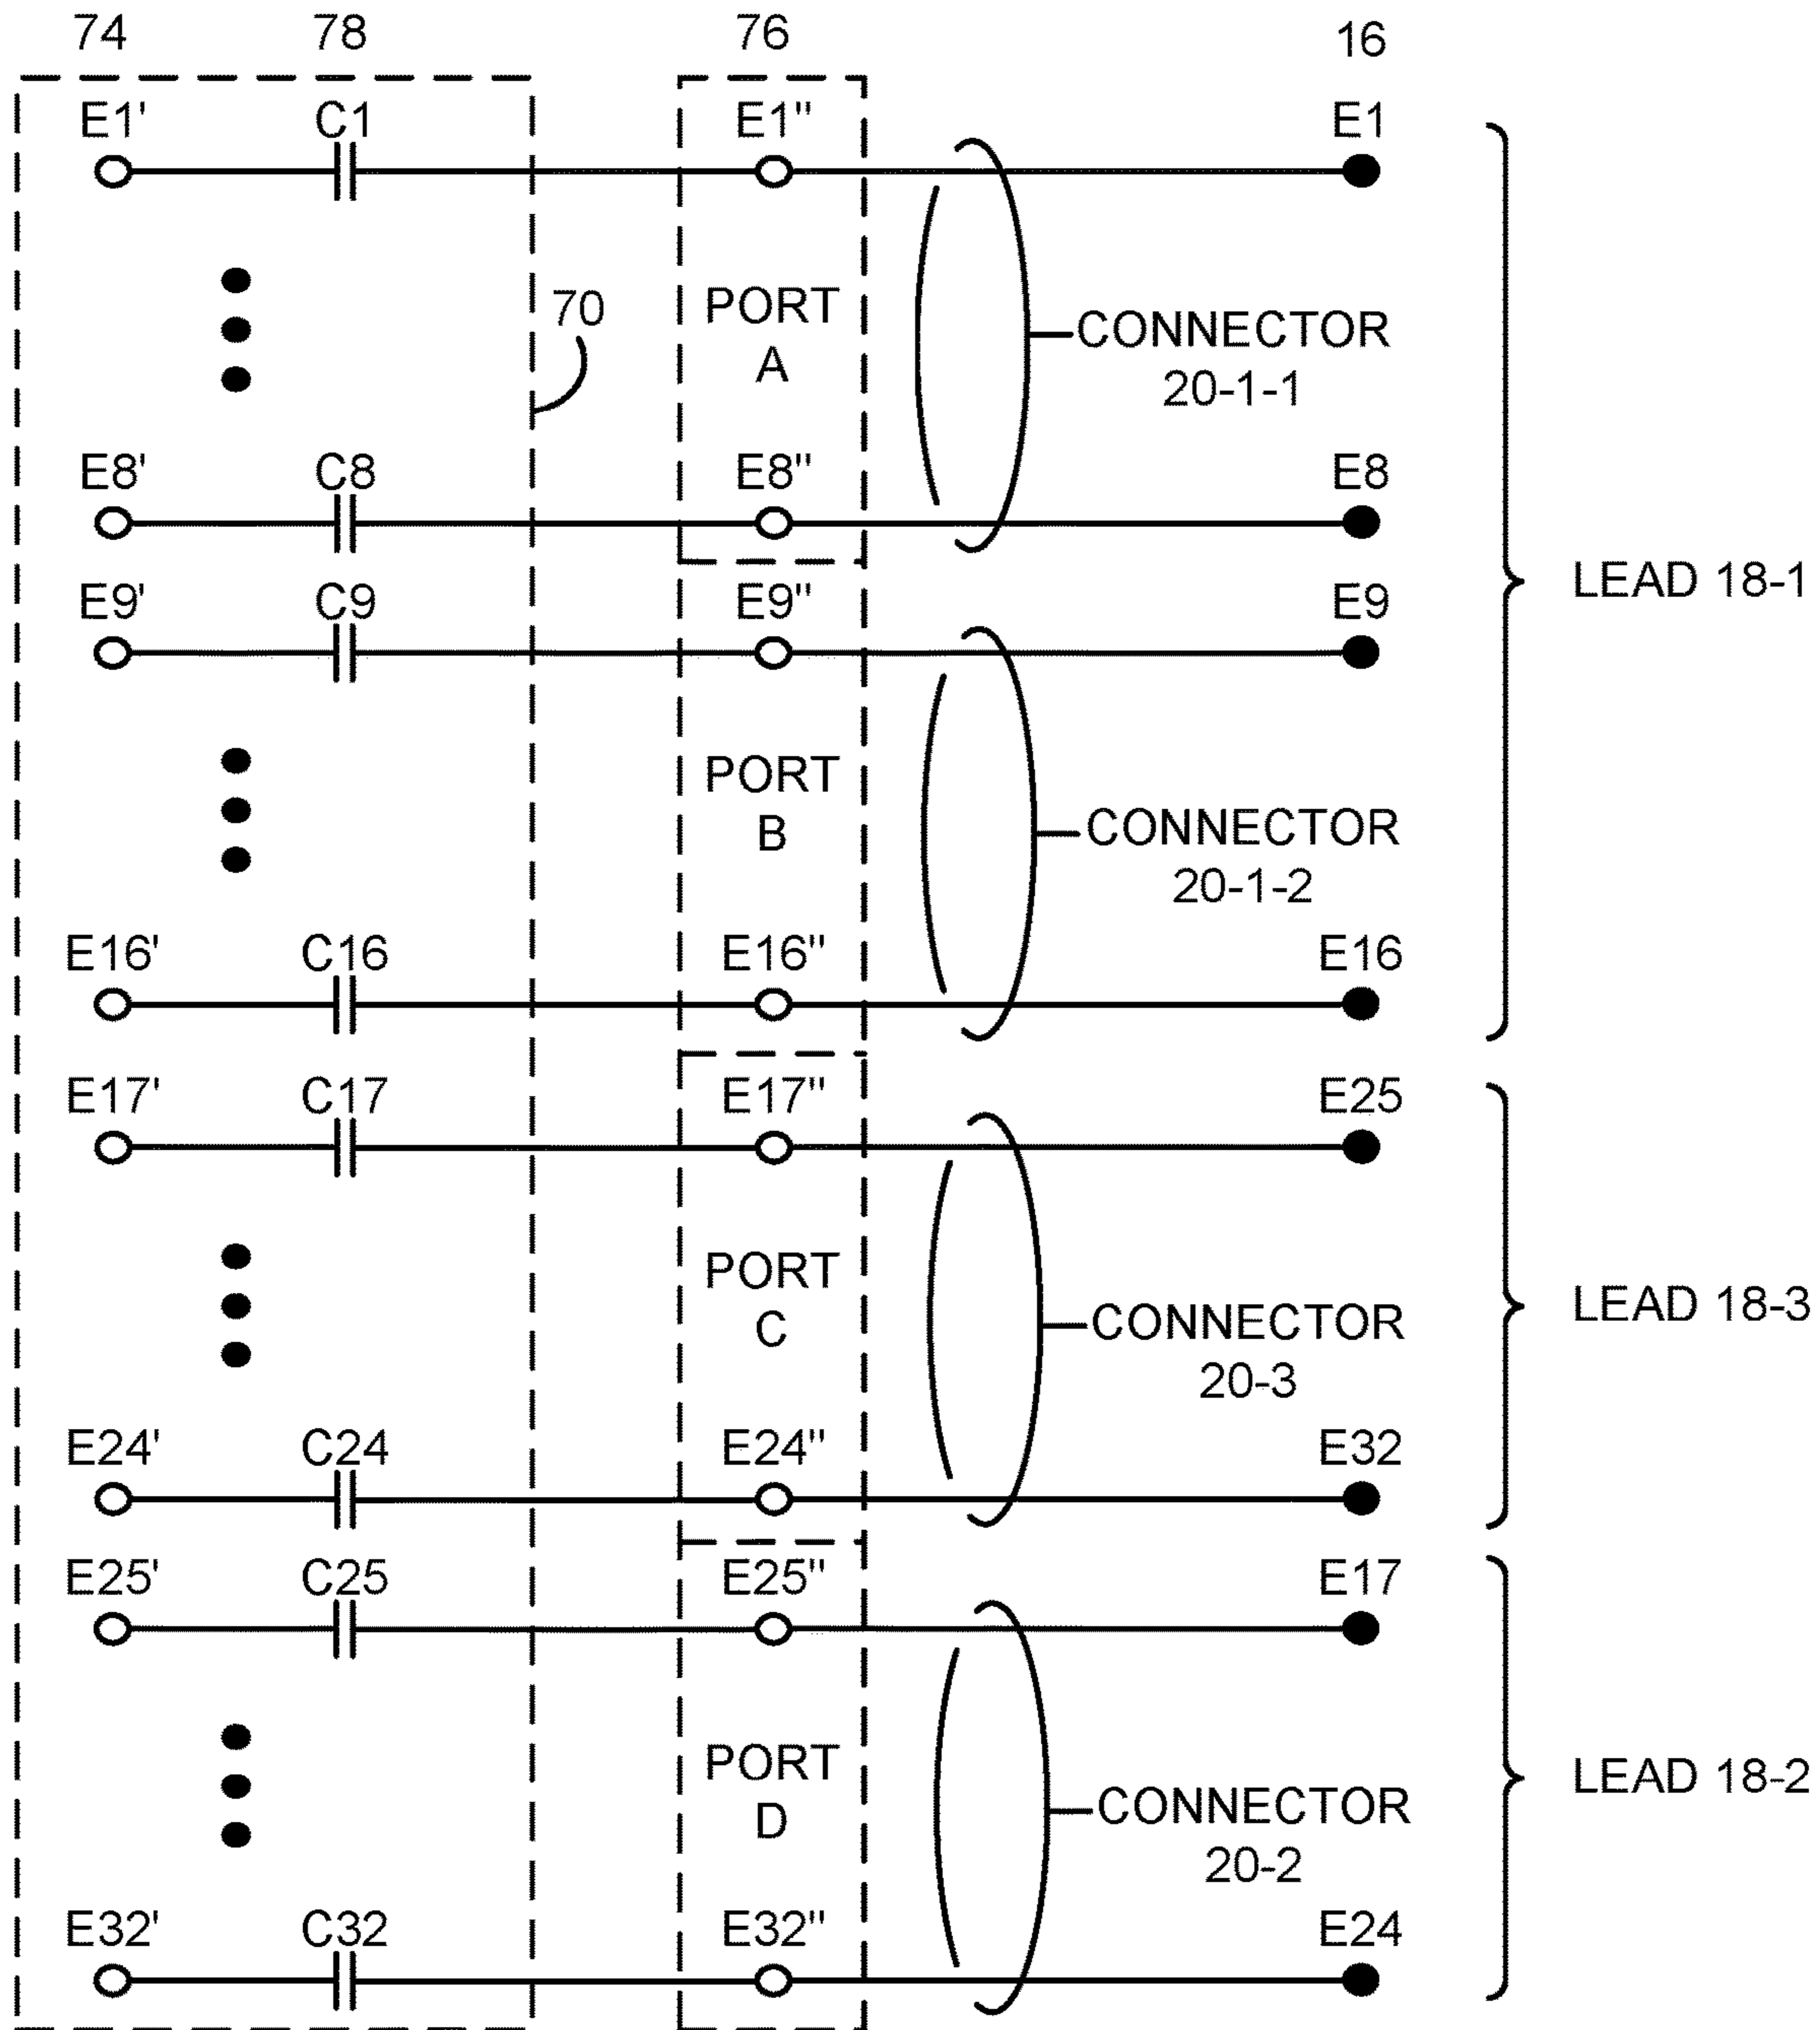 74 78 76 16
E1' C1 E1" E1
70
PORT
A
CONNECTOR
20-1-1
E8' C8 E8" E8
LEAD 18-1
E9' C9 E9" E9
PORT
B
CONNECTOR
20-1-2
E16' C16 E16" E16
E17' C17 E17" E25
PORT
C
CONNECTOR
20-3
LEAD 18-3
E24' C24 E24" E32
E25' C25 E25" E17
PORT
D
CONNECTOR
20-2
LEAD 18-2
E32' C32 E32" E24